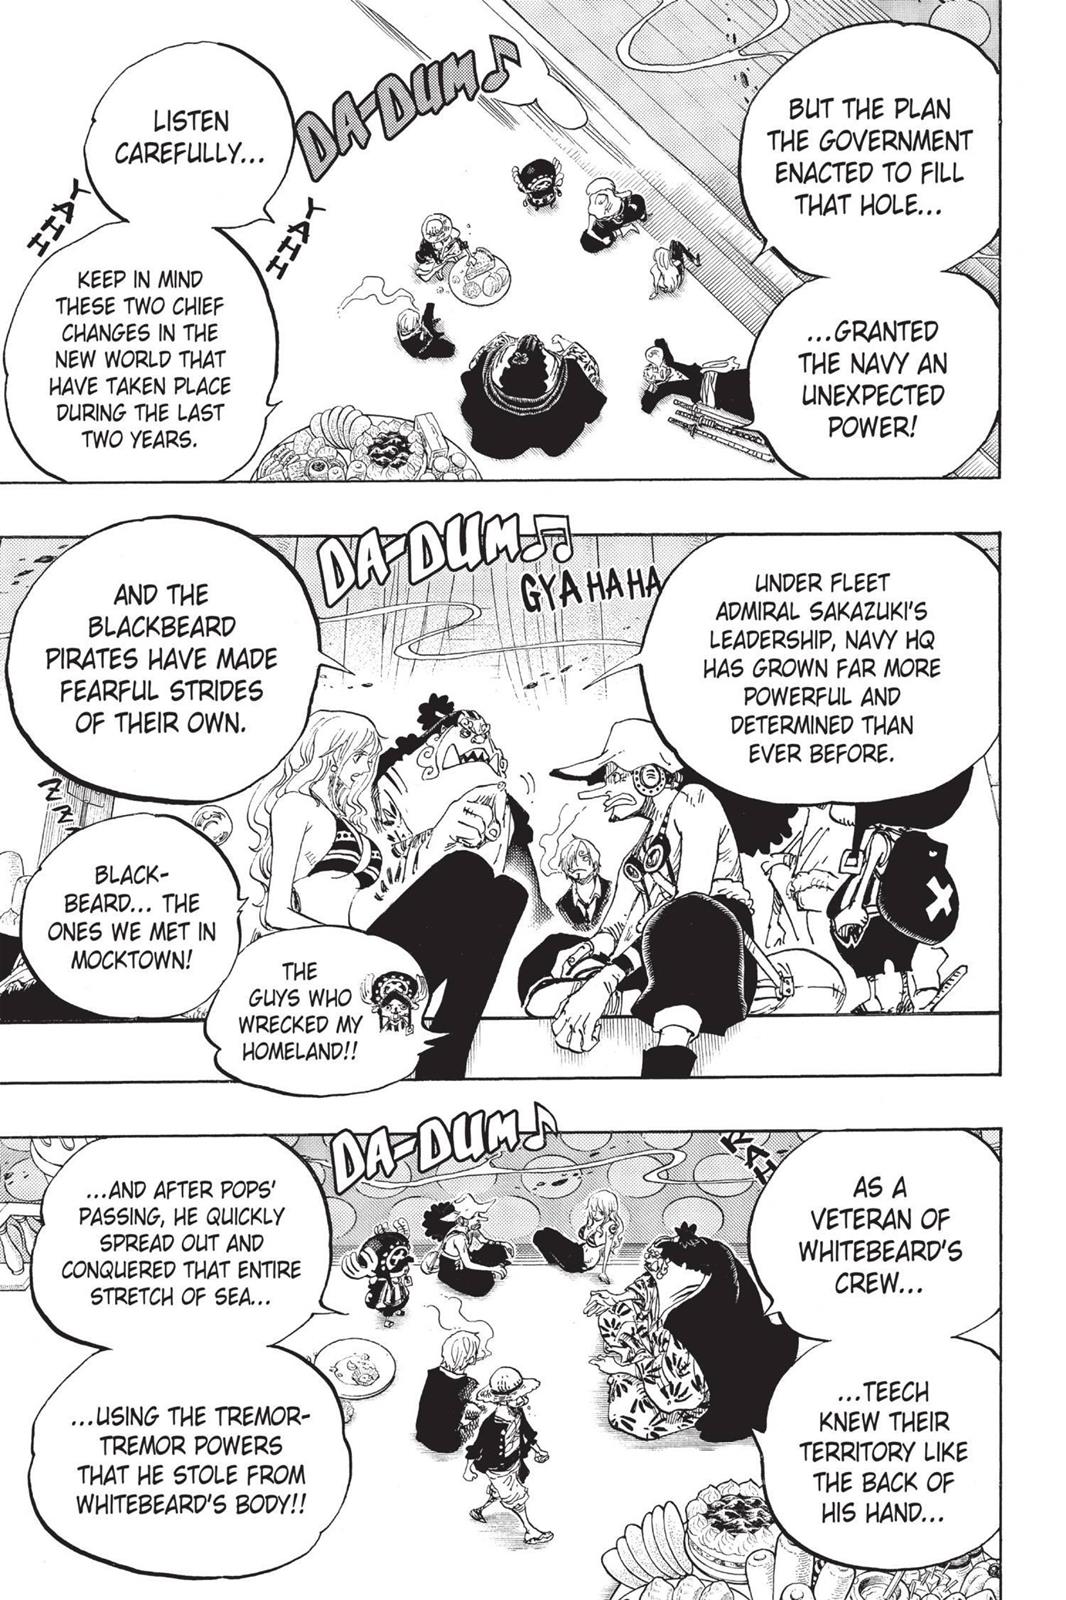 BUT THE PLAN
THE GOVERNMENT
ENACTED TO FILL
THAT HOLE...
...GRANTED
THE NAVY AN
UNEXPECTED
POWER!
DA-DUM♪
YAHH
LISTEN
CAREFULLY...
YAHH
KEEP IN MIND
THESE TWO CHIEF
CHANGES IN THE
NEW WORLD THAT
HAVE TAKEN PLACE
DURING THE LAST
TWO YEARS.
UNDER FLEET
ADMIRAL SAKAZUKI'S
LEADERSHIP, NAVY HQ
HAS GROWN FAR MORE
POWERFUL AND
DETERMINED THAN
EVER BEFORE.
DA-DUM♫
GYA HA HA
AND THE
BLACKBEARD
PIRATES HAVE MADE
FEARFUL STRIDES
OF THEIR OWN.
ZZZ
BLACK-
BEARD... THE
ONES WE MET IN
MOCKTOWN!
THE
GUYS WHO
WRECKED MY
HOMELAND!!
RAH
AS A
VETERAN OF
WHITEBEARD'S
CREW...
...TEECH
KNEW THEIR
TERRITORY LIKE
THE BACK OF
HIS HAND...
DA-DUM♪
...AND AFTER POPS'
PASSING, HE QUICKLY
SPREAD OUT AND
CONQUERED THAT ENTIRE
STRETCH OF SEA...
...USING THE TREMOR-
TREMOR POWERS
THAT HE STOLE FROM
WHITEBEARD'S BODY!!